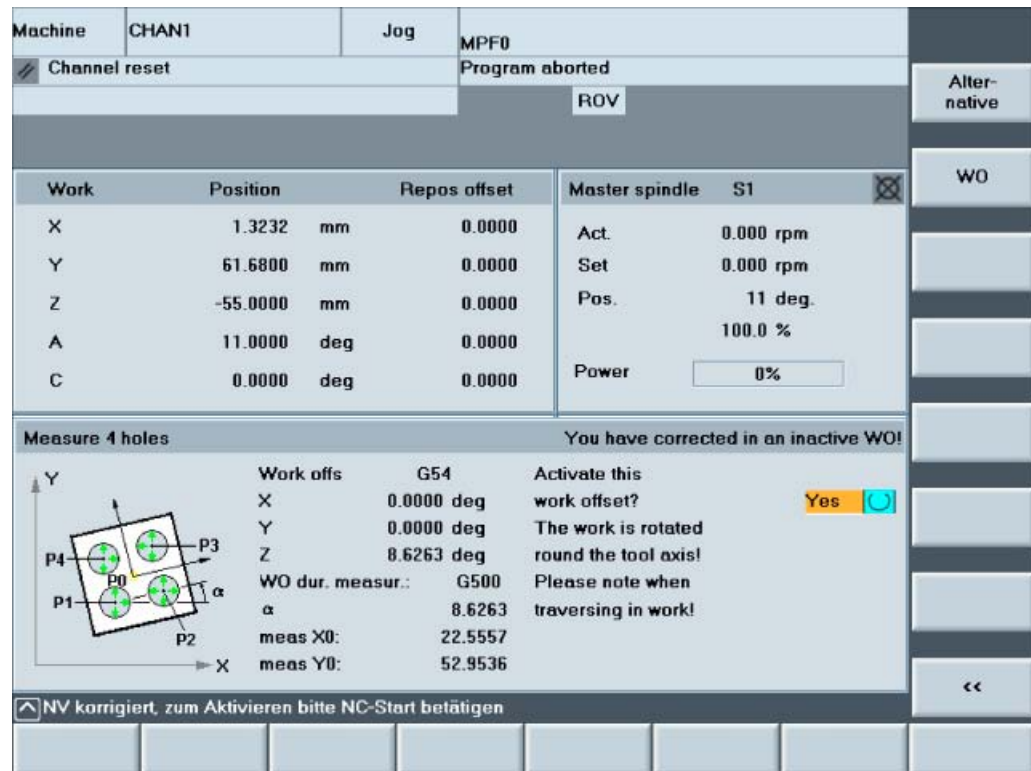 Machine CHAN1 Jog MPF0
Channel reset Program aborted
ROV
Alter-
native
WO
Work Position Repos offset
X 1.3232 mm 0.0000
Y 61.6800 mm 0.0000
Z -55.0000 mm 0.0000
A 11.0000 deg 0.0000
C 0.0000 deg 0.0000
Master spindle S1
Act. 0.000 rpm
Set 0.000 rpm
Pos. 11 deg.
100.0 %
Power 0%
Measure 4 holes You have corrected in an inactive WO!
Y
P3
P4
P0
α
P1
P2
X
Work offs G54
X 0.0000 deg
Y 0.0000 deg
Z 8.6263 deg
WO dur. measur.: G500
α 8.6263
meas X0: 22.5557
meas Y0: 52.9536
Activate this
work offset? Yes
The work is rotated
round the tool axis!
Please note when
traversing in work!
<<
NV korrigiert, zum Aktivieren bitte NC-Start betätigen